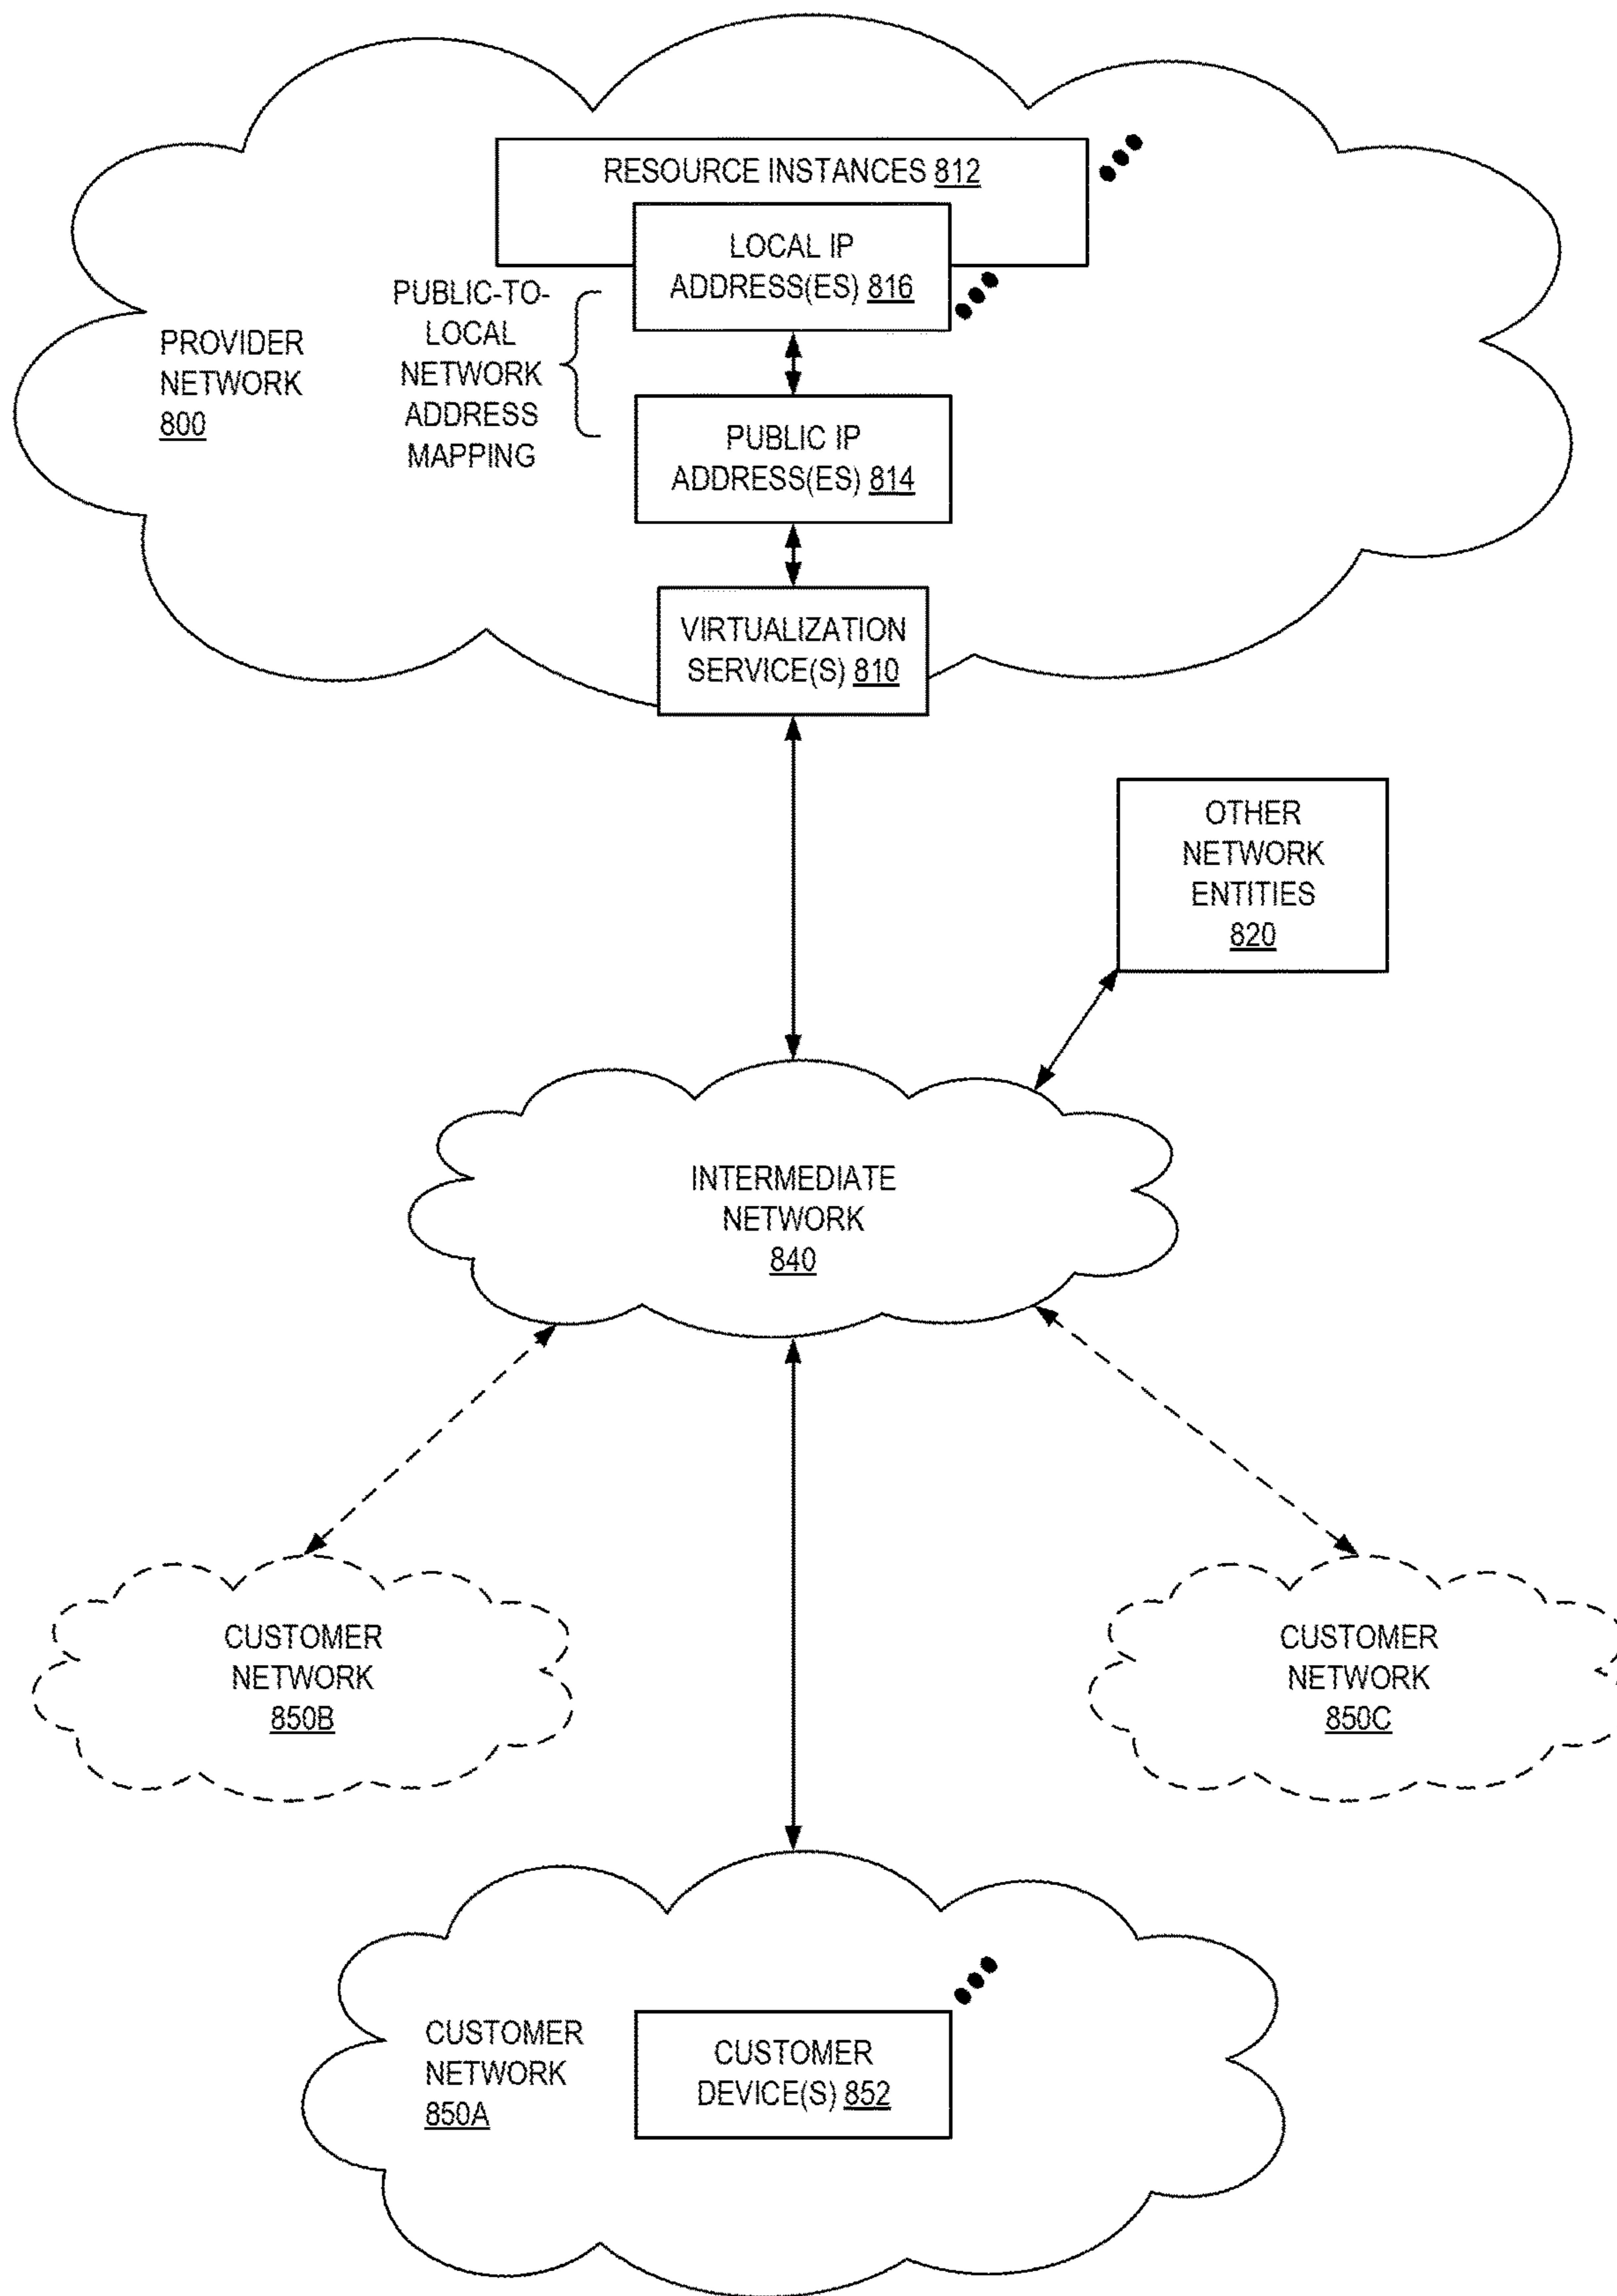 RESOURCE INSTANCES 812
LOCAL IP
ADDRESS(ES) 816
PUBLIC-TO-
LOCAL
NETWORK
ADDRESS
MAPPING
PROVIDER
NETWORK
800
PUBLIC IP
ADDRESS(ES) 814
VIRTUALIZATION
SERVICE(S) 810
OTHER
NETWORK
ENTITIES
820
INTERMEDIATE
NETWORK
840
CUSTOMER
NETWORK
850B
CUSTOMER
NETWORK
850C
CUSTOMER
NETWORK
850A
CUSTOMER
DEVICE(S) 852